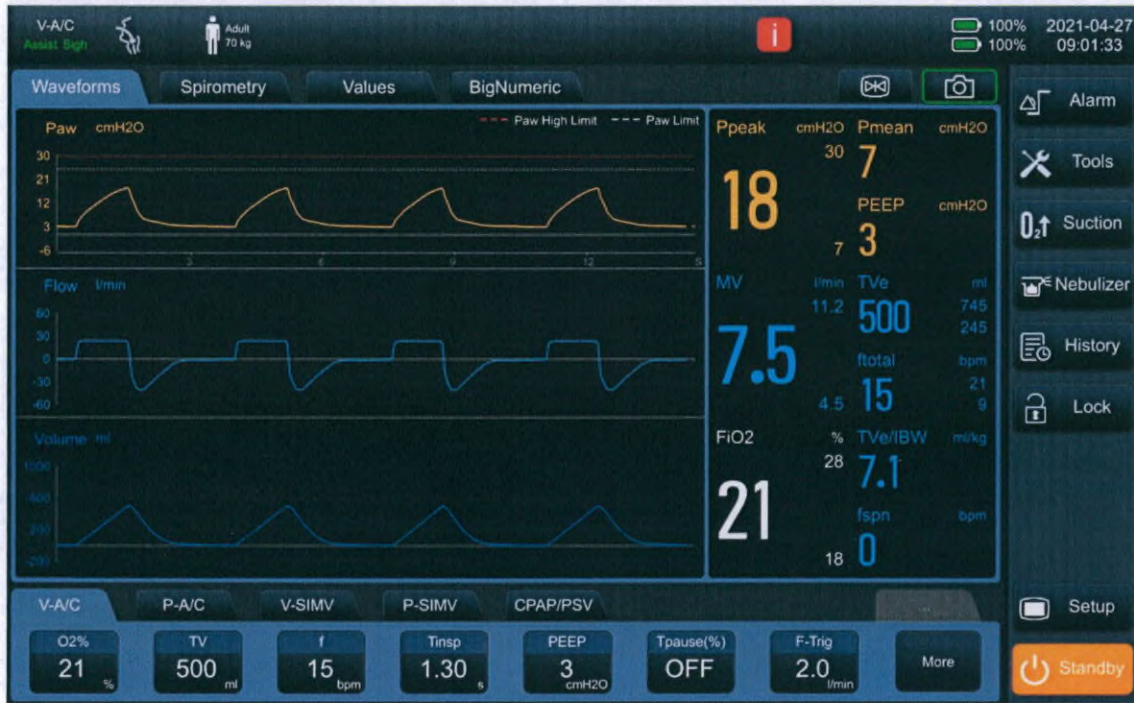 V-A/C
Assist Sigh
Adult
70 kg
i
100%
100%
2021-04-27
09:01:33
Waveforms
Spirometry
Values
BigNumeric
Paw cmH2O
--- Paw High Limit --- Paw Limit
30
21
12
3
-6
3
6
9
12
S
Flow l/min
60
30
0
-30
-60
Volume ml
1000
600
200
-200
Ppeak cmH2O
30
18
7
Pmean cmH2O
7
PEEP cmH2O
3
MV l/min
11.2
7.5
4.5
TVe ml
500
745
245
ftotal bpm
15
21
9
FiO2 %
28
21
18
TVe/IBW ml/kg
7.1
fspn bpm
0
Alarm
Tools
O₂↑ Suction
Nebulizer
History
Lock
Setup
Standby
V-A/C
P-A/C
V-SIMV
P-SIMV
CPAP/PSV
...
O2%
21 %
TV
500 ml
f
15 bpm
Tinsp
1.30 s
PEEP
3 cmH2O
Tpause(%)
OFF
F-Trig
2.0 l/min
More